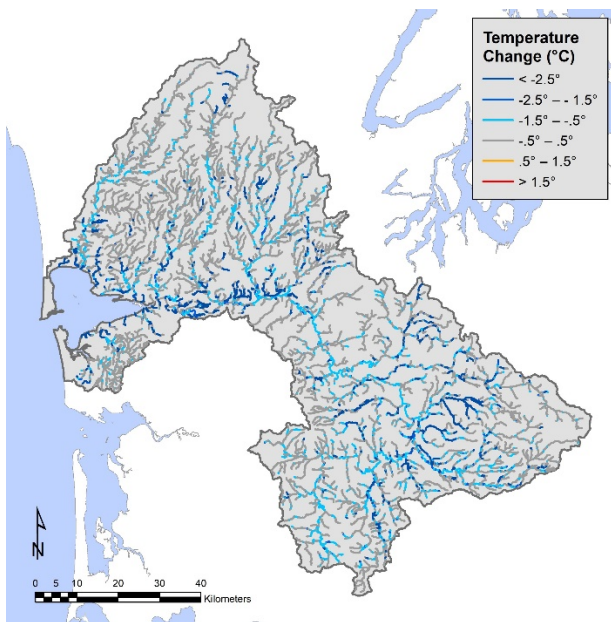 Temperature
Change (°C)
< -2.5°
-2.5° – - 1.5°
-1.5° – -.5°
-.5° – .5°
.5° – 1.5°
> 1.5°
N
0 5 10 20 30 40
Kilometers